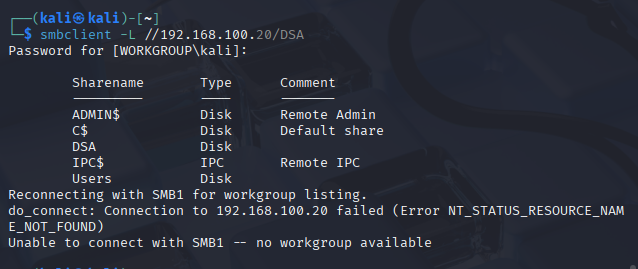 ┌──(kali㉿kali)-[~]
└─$ smbclient -L //192.168.100.20/DSA
Password for [WORKGROUP\kali]:
Sharename Type Comment
--------- ---- -------
ADMIN$ Disk Remote Admin
C$ Disk Default share
DSA Disk
IPC$ IPC Remote IPC
Users Disk
Reconnecting with SMB1 for workgroup listing.
do_connect: Connection to 192.168.100.20 failed (Error NT_STATUS_RESOURCE_NAM
E_NOT_FOUND)
Unable to connect with SMB1 -- no workgroup available